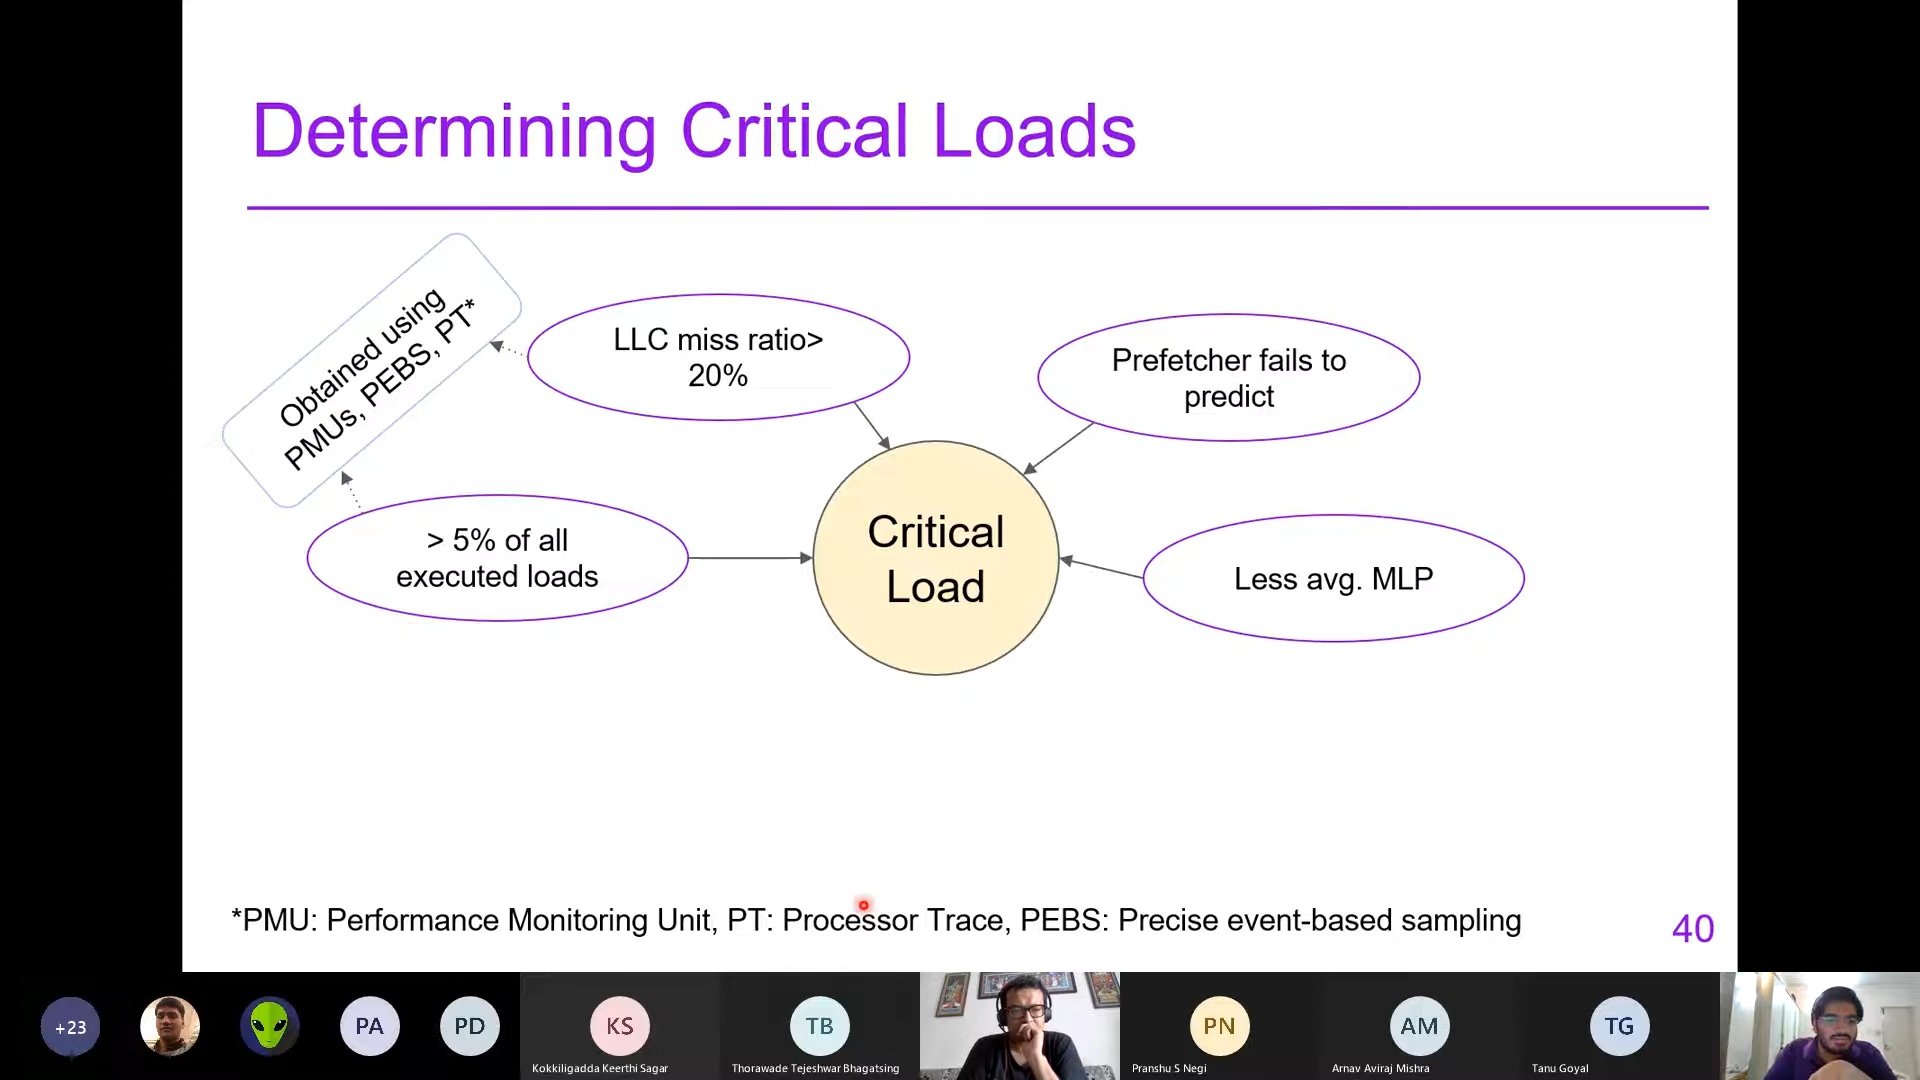 Determining Critical Loads
Obtained using
PMUs, PEBS, PT*
LLC miss ratio>
20%
Prefetcher fails to
predict
> 5% of all
executed loads
Critical
Load
Less avg. MLP
*PMU: Performance Monitoring Unit, PT: Processor Trace, PEBS: Precise event-based sampling
40
+23
PA
PD
KS
Kokkiligadda Keerthi Sagar
TB
Thorawade Tejeshwar Bhagatsing
PN
Pranshu S Negi
AM
Arnav Aviraj Mishra
TG
Tanu Goyal